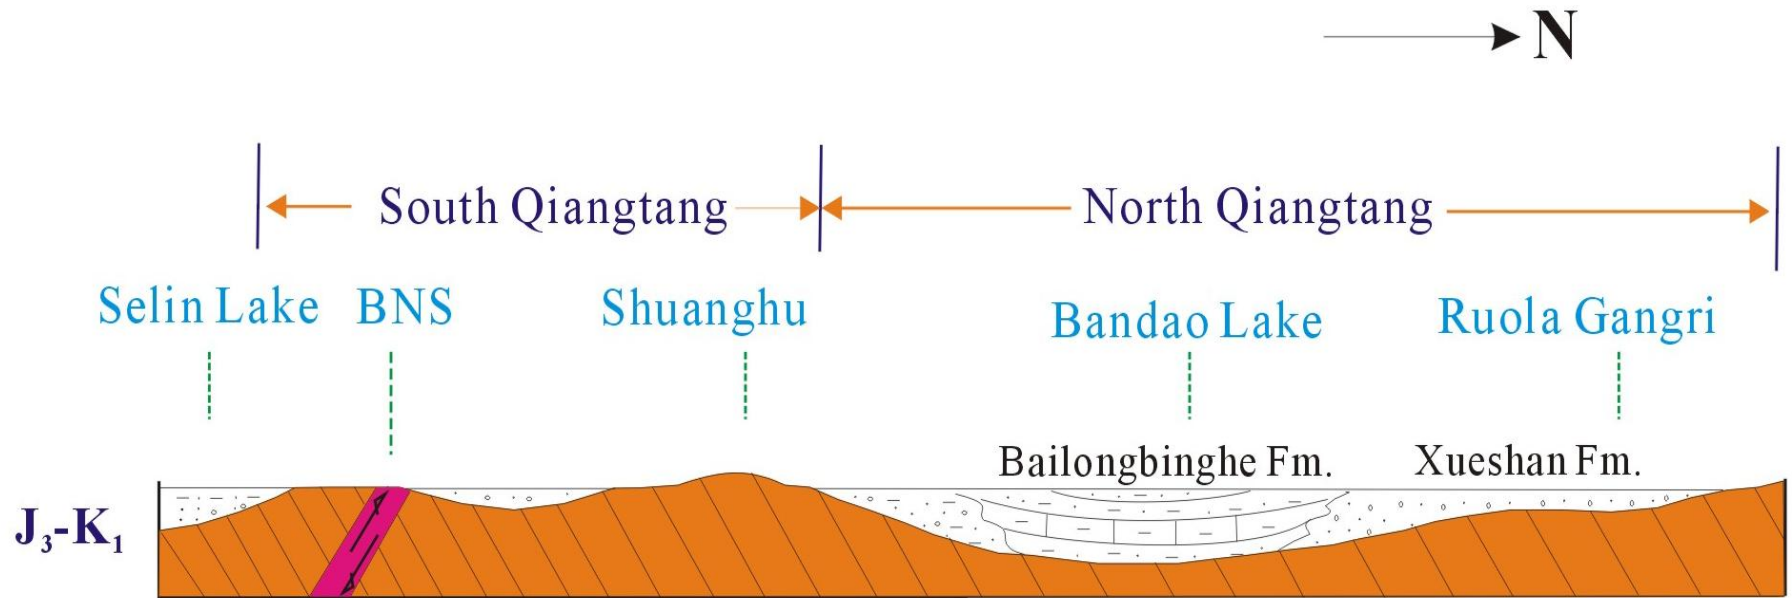 N
South Qiangtang
North Qiangtang
Selin Lake
BNS
Shuanghu
Bandao Lake
Ruola Gangri
Bailongbinghe Fm.
Xueshan Fm.
J₃-K₁